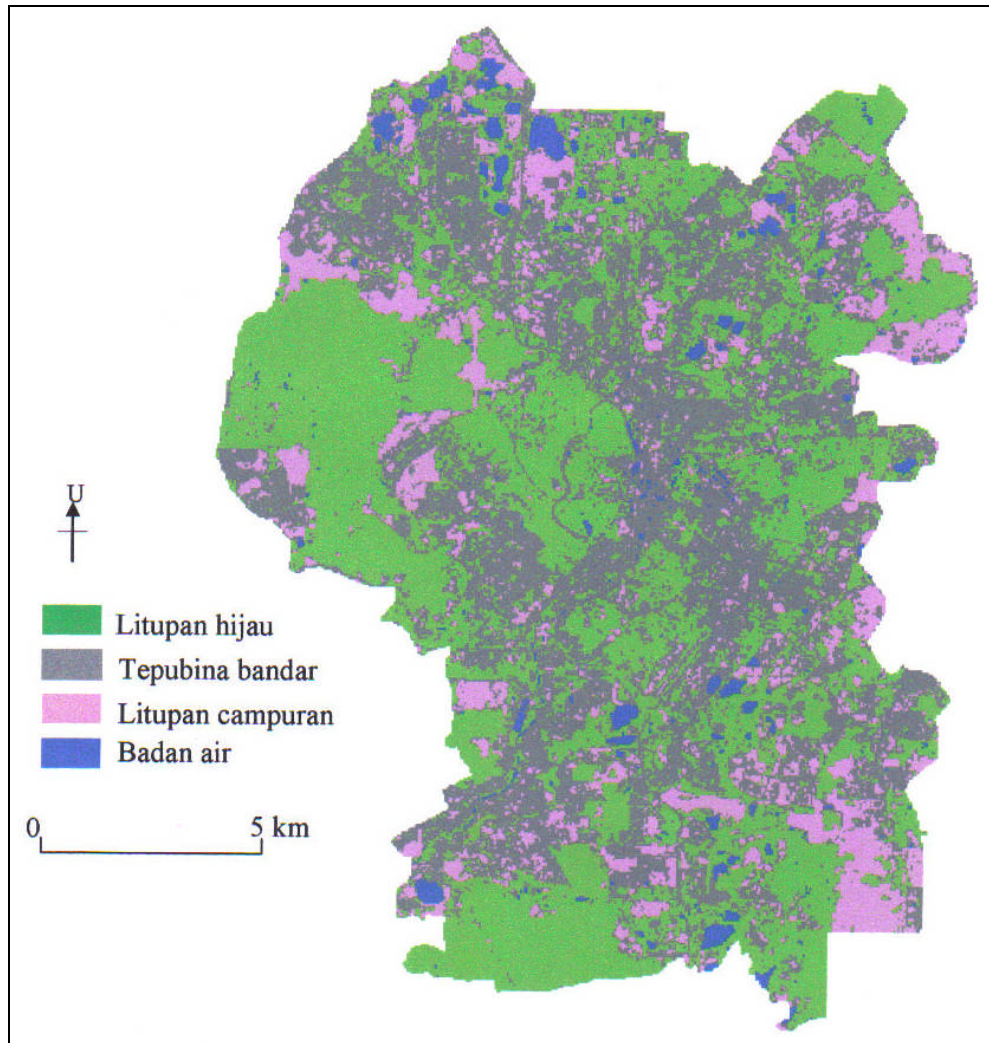 U
Litupan hijau
Tepubina bandar
Litupan campuran
Badan air
0 5 km